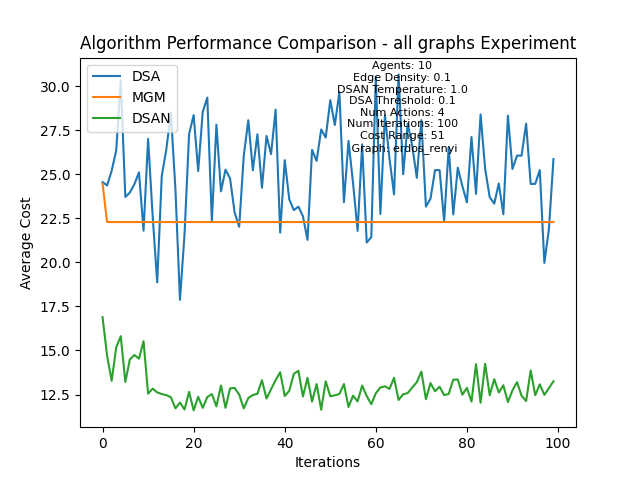 Algorithm Performance Comparison - all graphs Experiment
DSA
MGM
DSAN
Agents: 10
Edge Density: 0.1
DSAN Temperature: 1.0
DSA Threshold: 0.1
Num Actions: 4
Num Iterations: 100
Cost Range: 51
Graph: erdos_renyi
30.0
27.5
25.0
22.5
20.0
17.5
15.0
12.5
Average Cost
0
20
40
60
80
100
Iterations